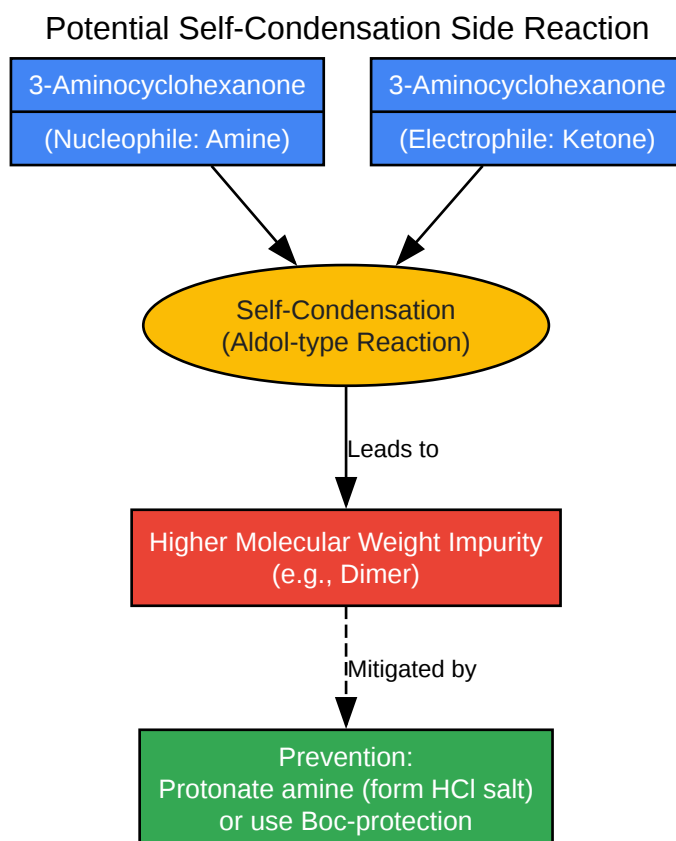 Potential Self-Condensation Side Reaction
3-Aminocyclohexanone
(Nucleophile: Amine)
3-Aminocyclohexanone
(Electrophile: Ketone)
Self-Condensation
(Aldol-type Reaction)
Leads to
Higher Molecular Weight Impurity
(e.g., Dimer)
Mitigated by
Prevention:
Protonate amine (form HCl salt)
or use Boc-protection